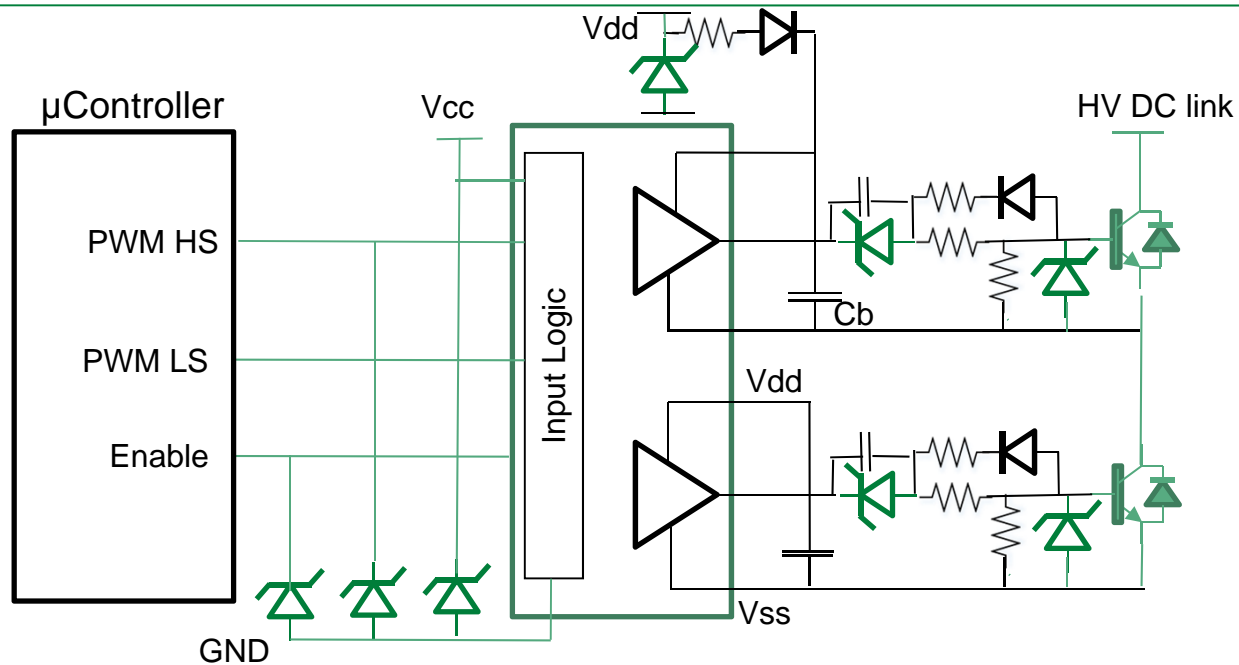 Vdd
µController
Vcc
HV DC link
PWM HS
Input Logic
Cb
PWM LS
Vdd
Enable
Vss
GND